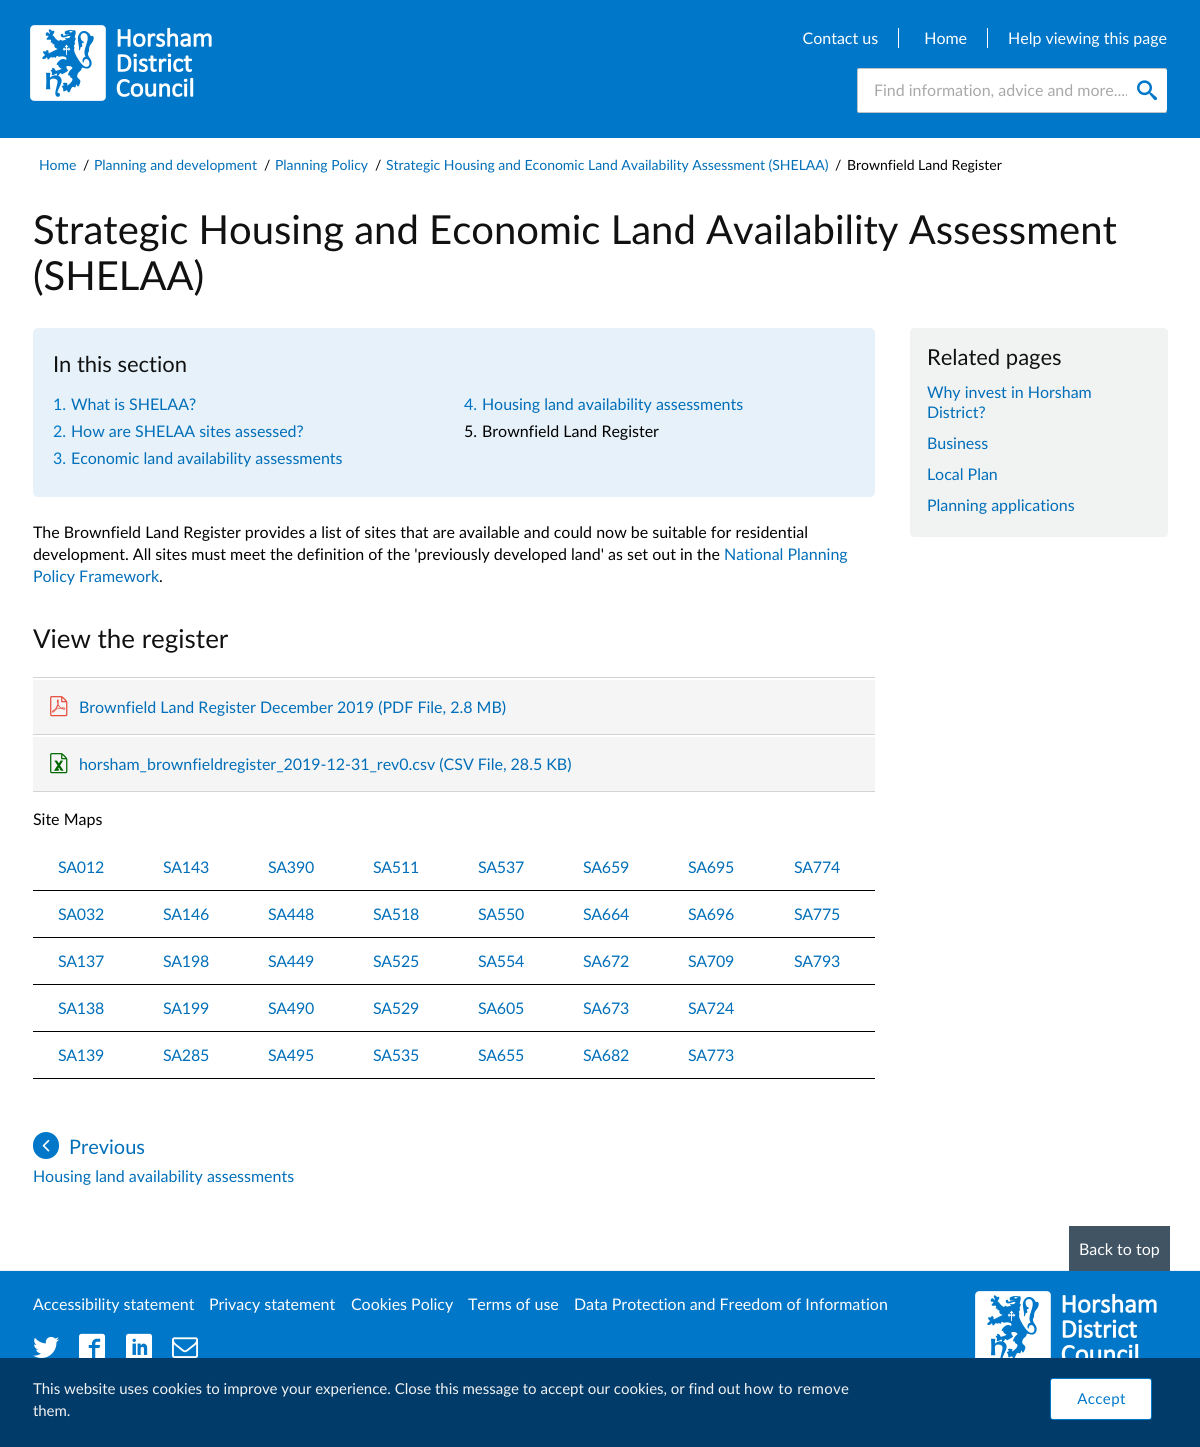 Horsham
District
Council
Contact us
Home
Help viewing this page
Find information, advice and more....
Home / Planning and development / Planning Policy / Strategic Housing and Economic Land Availability Assessment (SHELAA) / Brownfield Land Register
Strategic Housing and Economic Land Availability Assessment
(SHELAA)
In this section
1. What is SHELAA?
2. How are SHELAA sites assessed?
3. Economic land availability assessments
4. Housing land availability assessments
5. Brownfield Land Register
Related pages
Why invest in Horsham
District?
Business
Local Plan
Planning applications
The Brownfield Land Register provides a list of sites that are available and could now be suitable for residential
development. All sites must meet the definition of the 'previously developed land' as set out in the National Planning
Policy Framework.
View the register
Brownfield Land Register December 2019 (PDF File, 2.8 MB)
horsham_brownfieldregister_2019-12-31_rev0.csv (CSV File, 28.5 KB)
Site Maps
SA012 SA143 SA390 SA511 SA537 SA659 SA695 SA774
SA032 SA146 SA448 SA518 SA550 SA664 SA696 SA775
SA137 SA198 SA449 SA525 SA554 SA672 SA709 SA793
SA138 SA199 SA490 SA529 SA605 SA673 SA724
SA139 SA285 SA495 SA535 SA655 SA682 SA773
Previous
Housing land availability assessments
Back to top
Accessibility statement Privacy statement Cookies Policy Terms of use Data Protection and Freedom of Information
Horsham
District
Council
This website uses cookies to improve your experience. Close this message to accept our cookies, or find out how to remove
them.
Accept